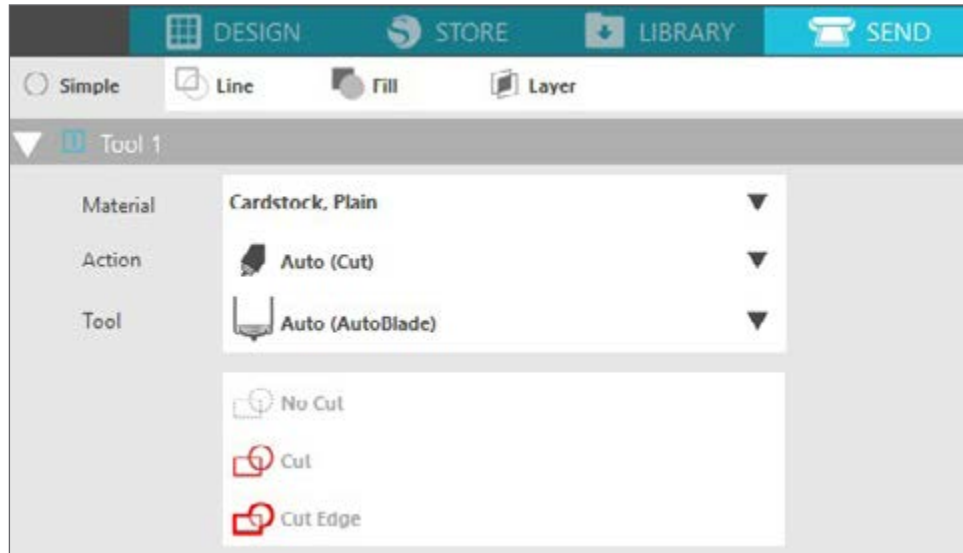 DESIGN STORE LIBRARY SEND
Simple Line Fill Layer
1 Tool 1
Material Cardstock, Plain
Action Auto (Cut)
Tool Auto (AutoBlade)
No Cut
Cut
Cut Edge